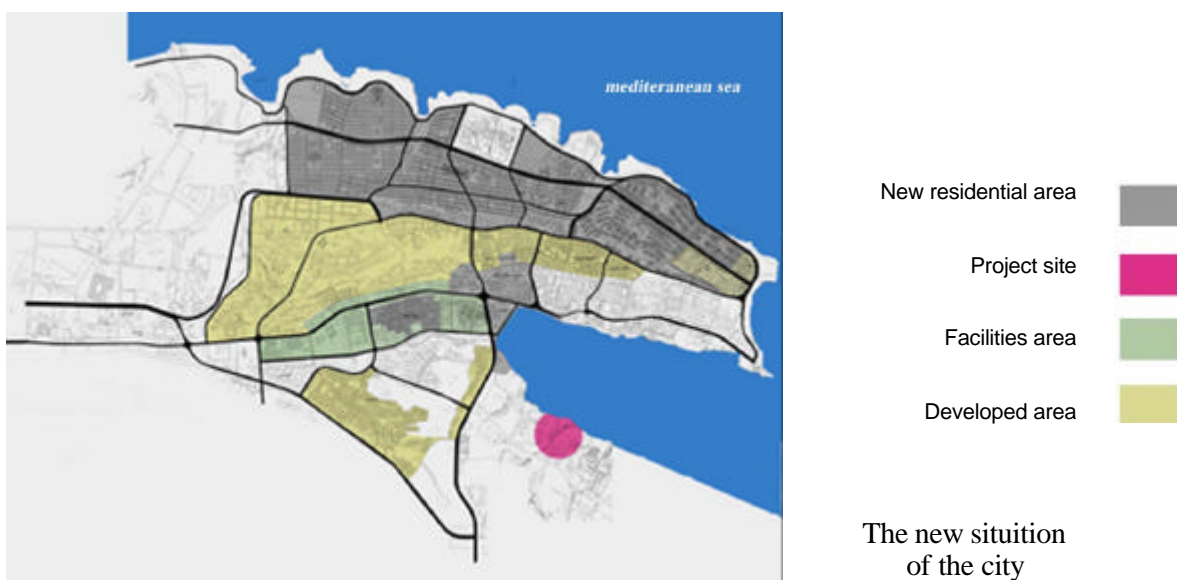 mediteranean sea
New residential area
Project site
Facilities area
Developed area
The new situition
of the city